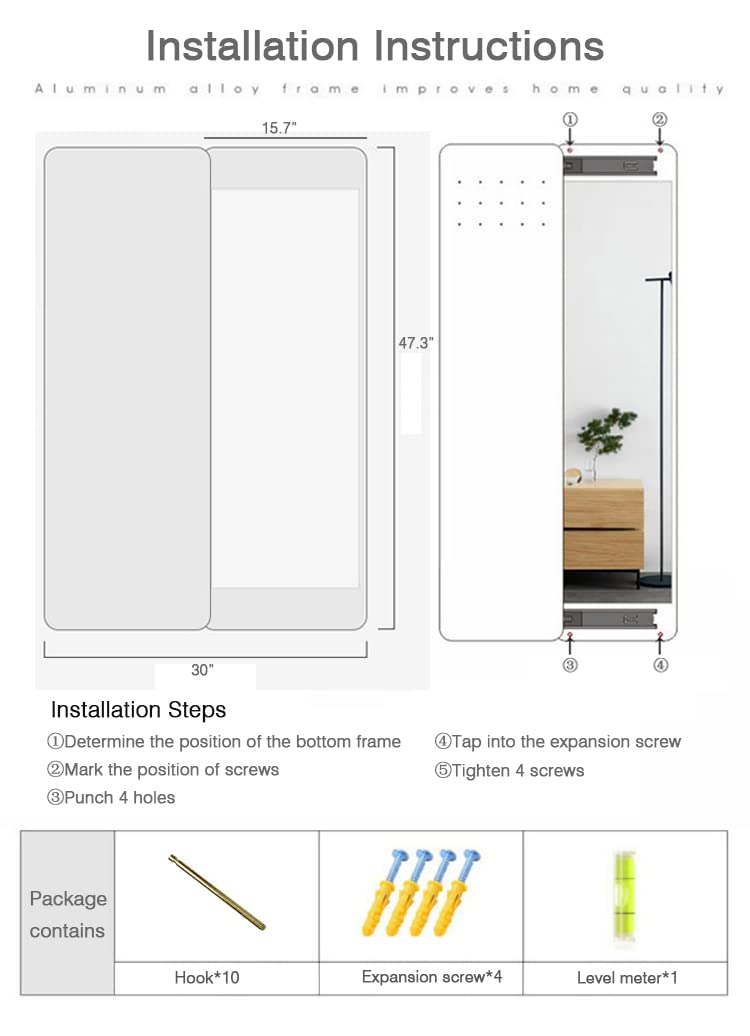 Installation Instructions
Aluminum alloy frame improves home quality
15.7”
① ②
47.3”
③ ④
30”
Installation Steps
①Determine the position of the bottom frame
②Mark the position of screws
③Punch 4 holes
④Tap into the expansion screw
⑤Tighten 4 screws
Package
contains
Hook*10
Expansion screw*4
Level meter*1